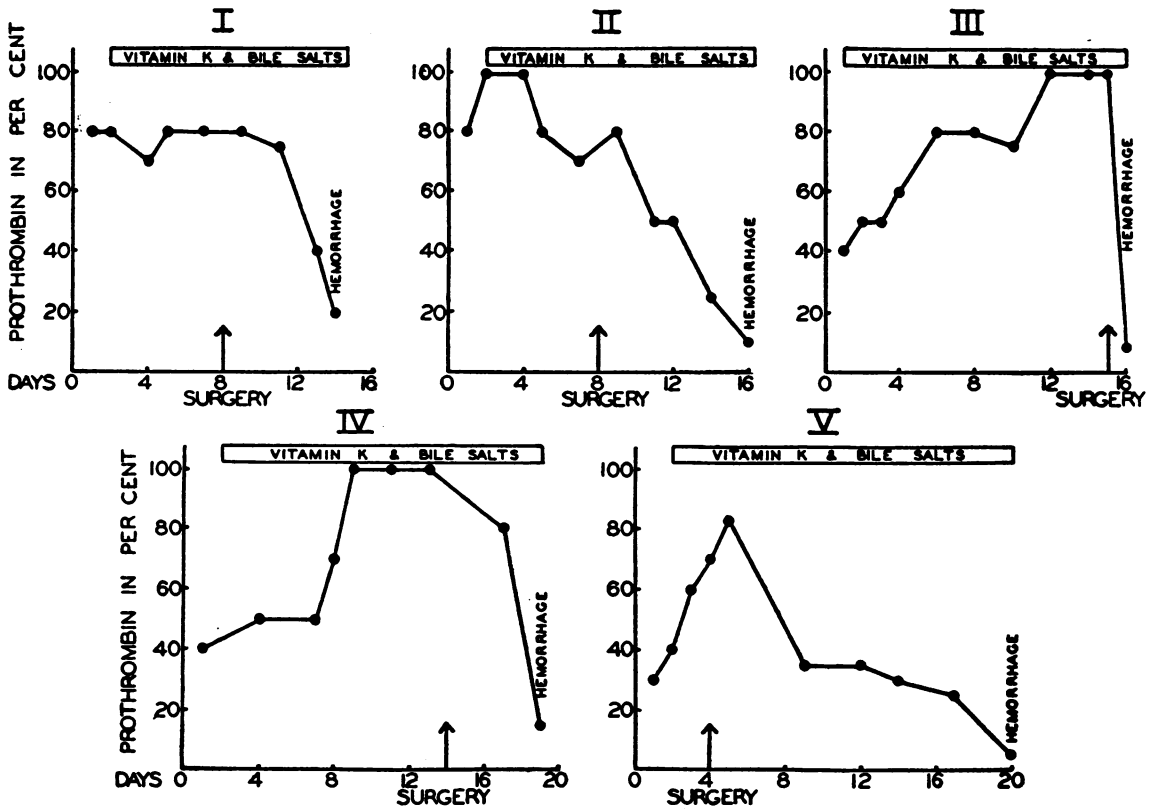 I II III
VITAMIN K & BILE SALTS VITAMIN K & BILE SALTS VITAMIN K & BILE SALTS
PROTHROMBIN IN PER CENT
100 100 100
80 80 80
60 60 60
40 40 40
20 20 20
HEMORRHAGE HEMORRHAGE HEMORRHAGE
DAYS 0 4 8 12 16 0 4 8 12 16 0 4 8 12 16
SURGERY SURGERY SURGERY
IV V
VITAMIN K & BILE SALTS VITAMIN K & BILE SALTS
PROTHROMBIN IN PER CENT
100 100
80 80
60 60
40 40
20 20
HEMORRHAGE HEMORRHAGE
DAYS 0 4 8 12 16 20 0 4 8 12 16 20
SURGERY SURGERY